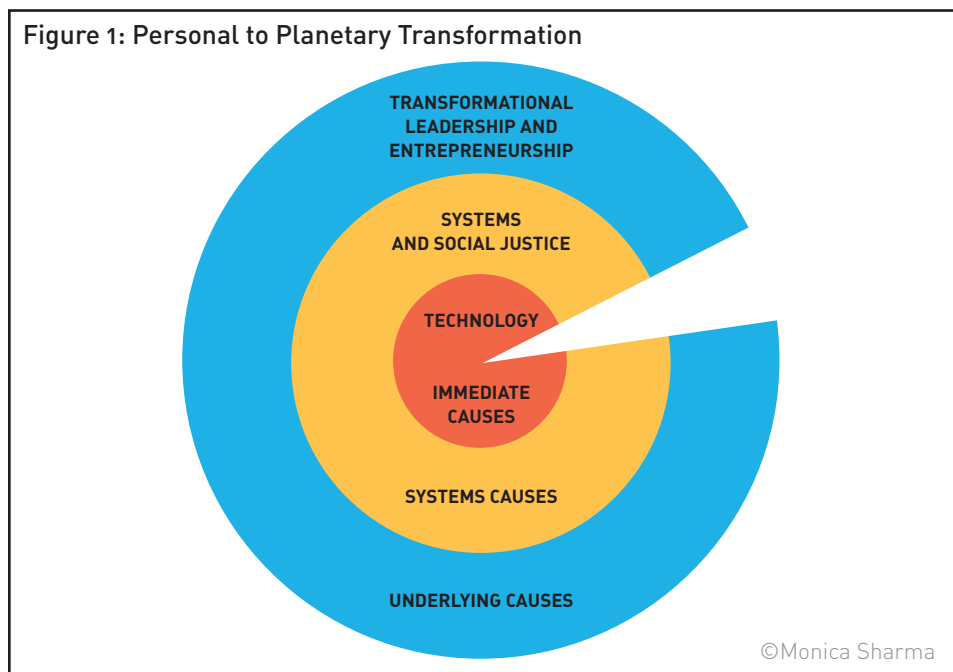 Figure 1: Personal to Planetary Transformation
TRANSFORMATIONAL
LEADERSHIP AND
ENTREPRENEURSHIP
SYSTEMS
AND SOCIAL JUSTICE
TECHNOLOGY
IMMEDIATE
CAUSES
SYSTEMS CAUSES
UNDERLYING CAUSES
©Monica Sharma